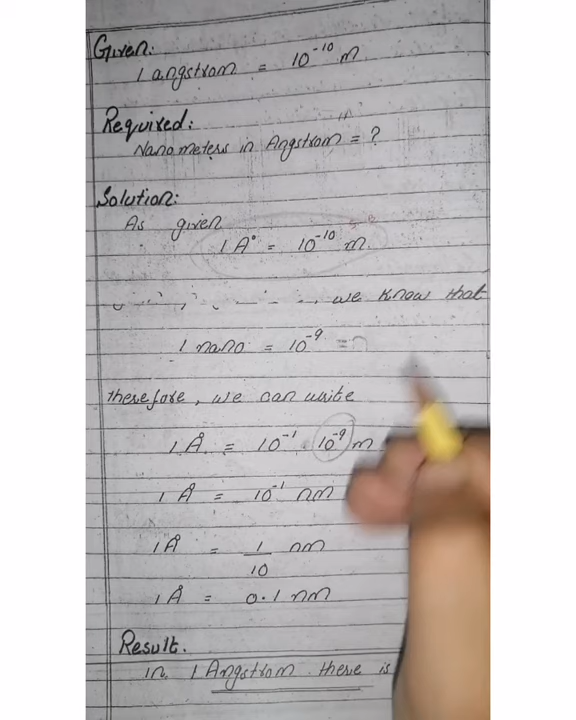 Given:
1 angstrom = 10⁻¹⁰ m
Required:
Nanometers in Angstrom = ?
Solution:
As given
1 A° = 10⁻¹⁰ m.
we know that
1 nano = 10⁻⁹ = n
therefore, we can write
1 Å = 10⁻¹ · 10⁻⁹ m
1 Å = 10⁻¹ nm
1 Å = 1/10 nm
1 Å = 0.1 nm
Result.
in 1 Angstrom there is